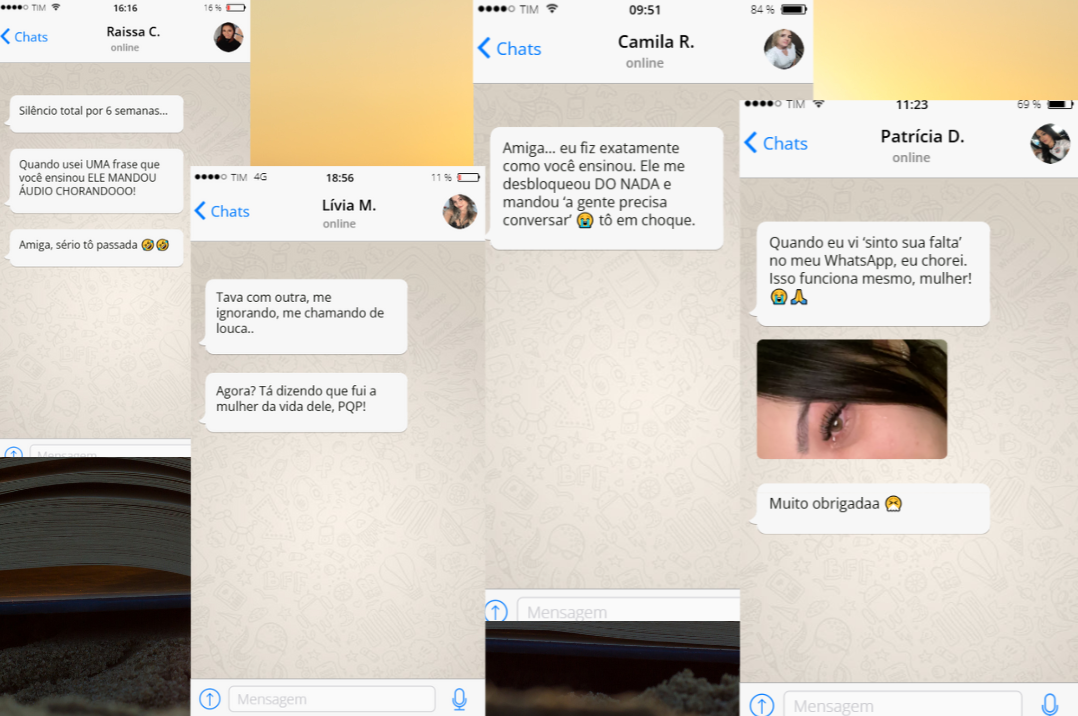 TIM
16:16
16 %
Chats
Raissa C.
online
Silêncio total por 6 semanas...
Quando usei UMA frase que
você ensinou ELE MANDOU
ÁUDIO CHORANDOOO!
Amiga, sério tô passada 🤣🤣
Mensagem
TIM 4G
18:56
11 %
Chats
Lívia M.
online
Tava com outra, me
ignorando, me chamando de
louca..
Agora? Tá dizendo que fui a
mulher da vida dele, PQP!
Mensagem
TIM
09:51
84 %
Chats
Camila R.
online
Amiga... eu fiz exatamente
como você ensinou. Ele me
desbloqueou DO NADA e
mandou ‘a gente precisa
conversar’ 😭 tô em choque.
Mensagem
TIM
11:23
69 %
Chats
Patrícia D.
online
Quando eu vi ‘sinto sua falta’
no meu WhatsApp, eu chorei.
Isso funciona mesmo, mulher!
😭🙏
Muito obrigadaa 😤
Mensagem